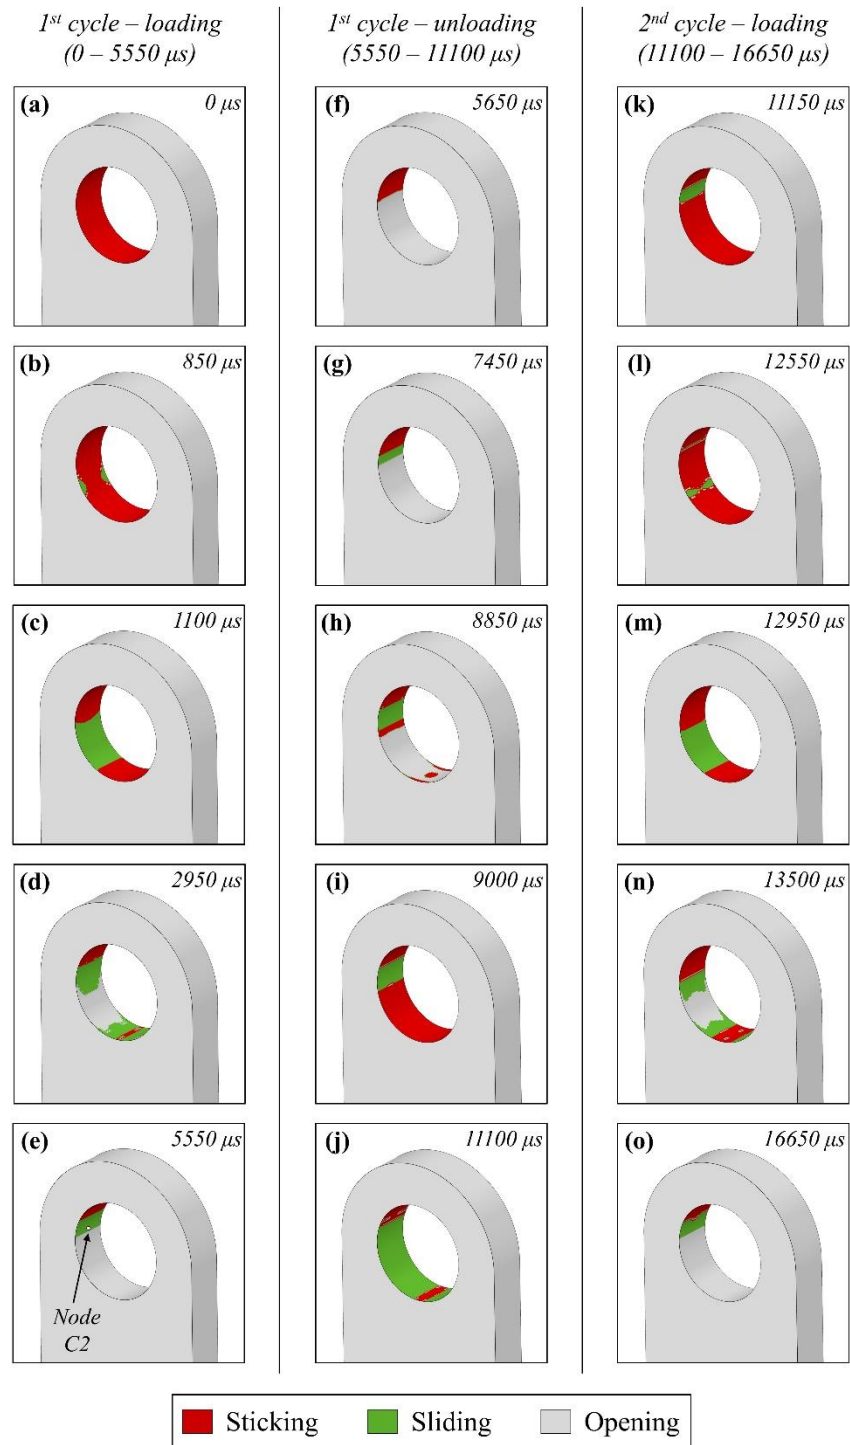 1st cycle – loading
(0 – 5550 μs)
1st cycle – unloading
(5550 – 11100 μs)
2nd cycle – loading
(11100 – 16650 μs)
(a) 0 μs
(f) 5650 μs
(k) 11150 μs
(b) 850 μs
(g) 7450 μs
(l) 12550 μs
(c) 1100 μs
(h) 8850 μs
(m) 12950 μs
(d) 2950 μs
(i) 9000 μs
(n) 13500 μs
(e) 5550 μs
Node
C2
(j) 11100 μs
(o) 16650 μs
Sticking Sliding Opening